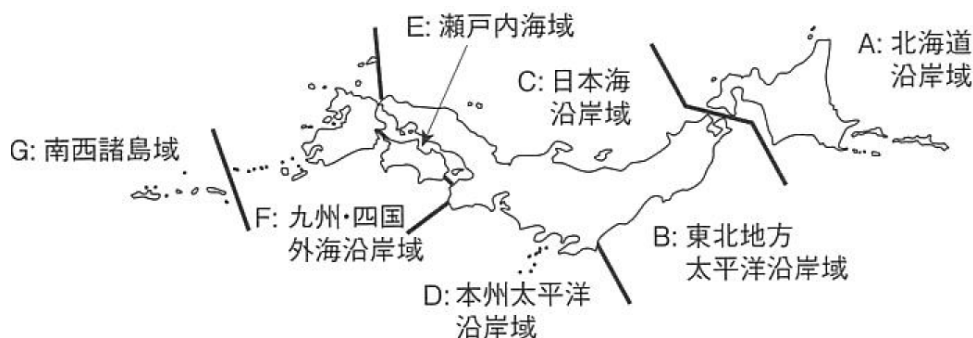 E: 瀬戸内海域
A: 北海道
沿岸域
C: 日本海
沿岸域
G: 南西諸島域
F: 九州・四国
外海沿岸域
B: 東北地方
太平洋沿岸域
D: 本州太平洋
沿岸域